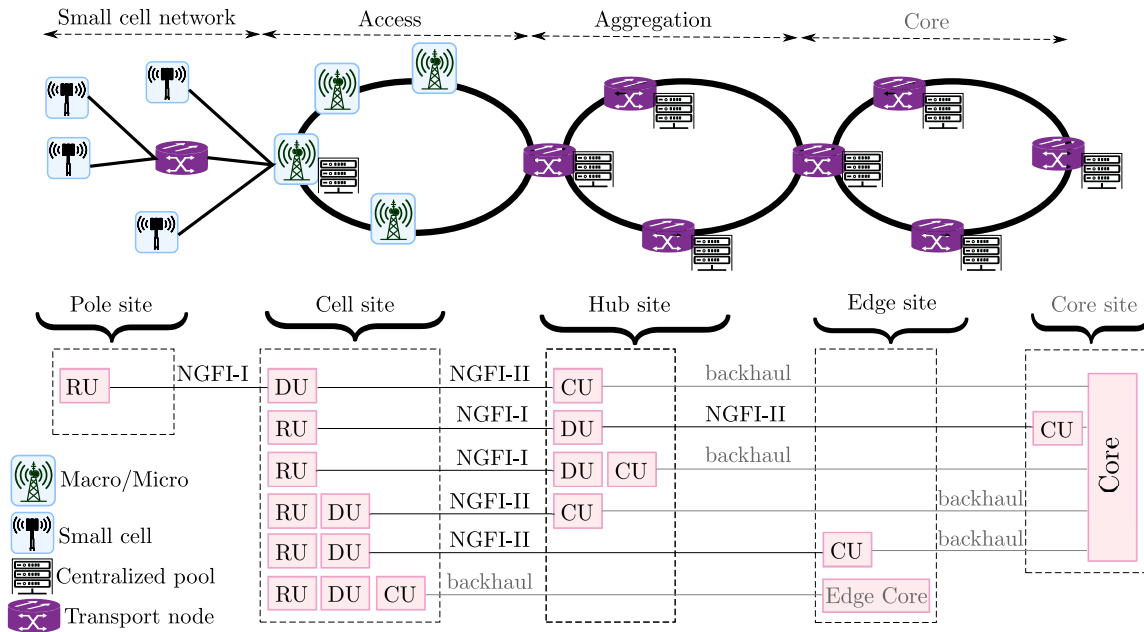 Small cell network Access Aggregation Core
Pole site Cell site Hub site Edge site Core site
RU NGFI-I DU NGFI-II CU backhaul
RU NGFI-I DU NGFI-II CU
RU NGFI-I DU CU backhaul
RU DU NGFI-II CU backhaul
RU DU NGFI-II CU backhaul
RU DU CU backhaul Edge Core
Core
Macro/Micro
Small cell
Centralized pool
Transport node